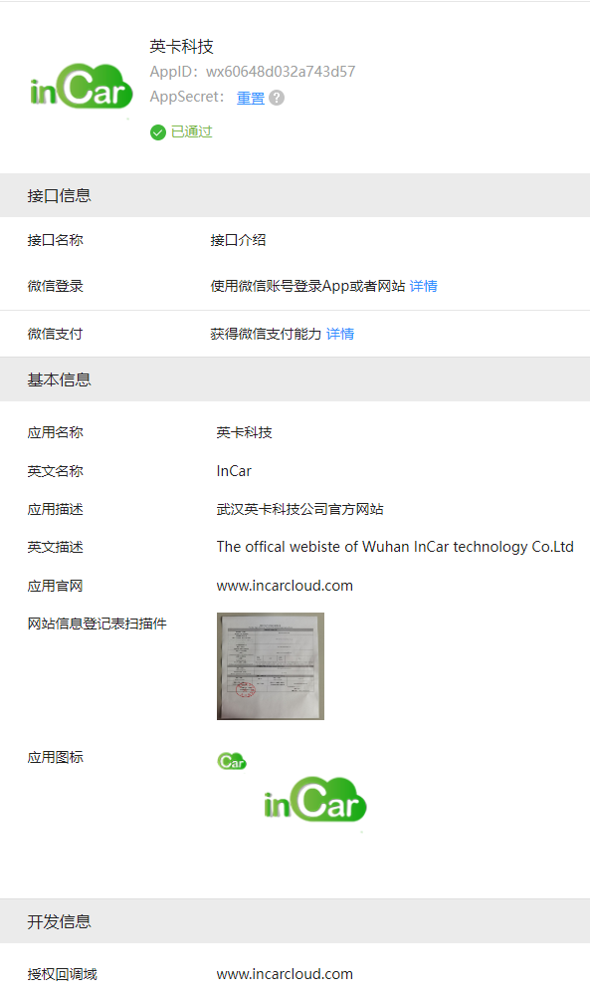 英卡科技
inCar
AppID：wx60648d032a743d57
AppSecret： 重置 ?
已通过
接口信息
接口名称 接口介绍
微信登录 使用微信账号登录App或者网站 详情
微信支付 获得微信支付能力 详情
基本信息
应用名称 英卡科技
英文名称 InCar
应用描述 武汉英卡科技公司官方网站
英文描述 The offical webiste of Wuhan InCar technology Co.Ltd
应用官网 www.incarcloud.com
网站信息登记表扫描件
应用图标 Car
inCar
开发信息
授权回调域 www.incarcloud.com